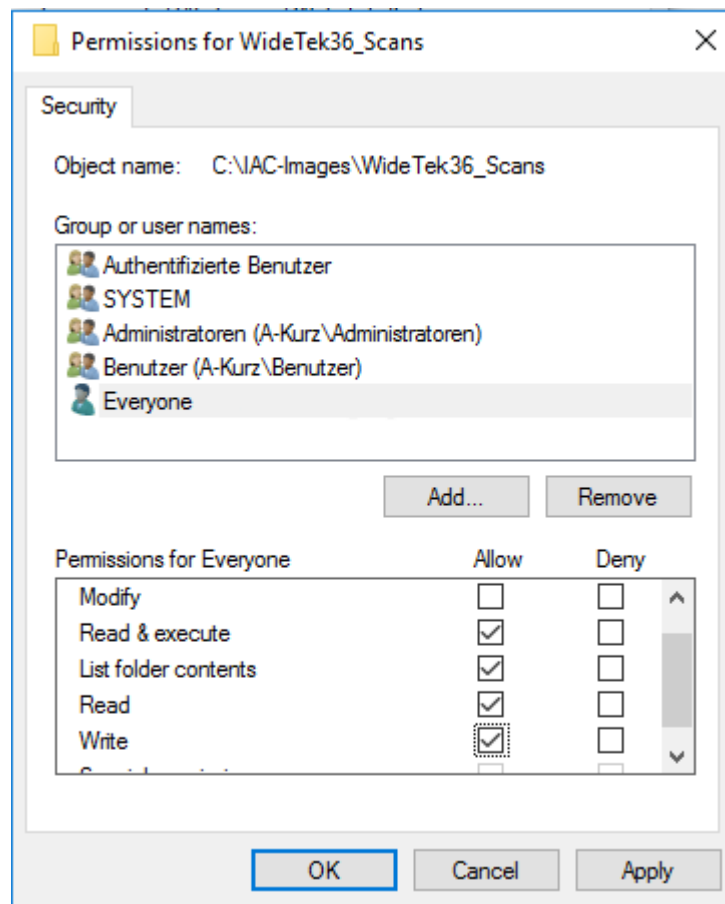 Permissions for WideTek36_Scans
Security
Object name: C:\IAC-Images\WideTek36_Scans
Group or user names:
Authentifizierte Benutzer
SYSTEM
Administratoren (A-Kurz\Administratoren)
Benutzer (A-Kurz\Benutzer)
Everyone
Add... Remove
Permissions for Everyone Allow Deny
Modify
Read & execute
List folder contents
Read
Write
OK Cancel Apply